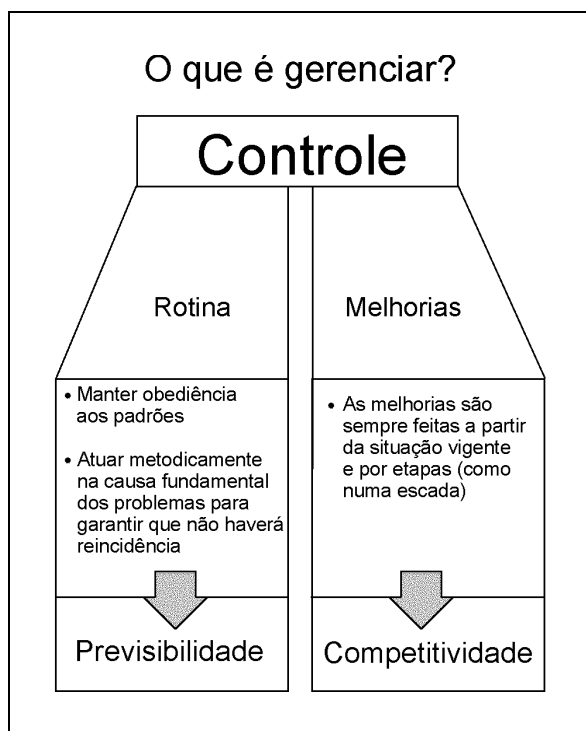 O que é gerenciar?
Controle
Rotina
Melhorias
• Manter obediência
aos padrões
• Atuar metodicamente
na causa fundamental
dos problemas para
garantir que não haverá
reincidência
• As melhorias são
sempre feitas a partir
da situação vigente
e por etapas (como
numa escada)
Previsibilidade
Competitividade